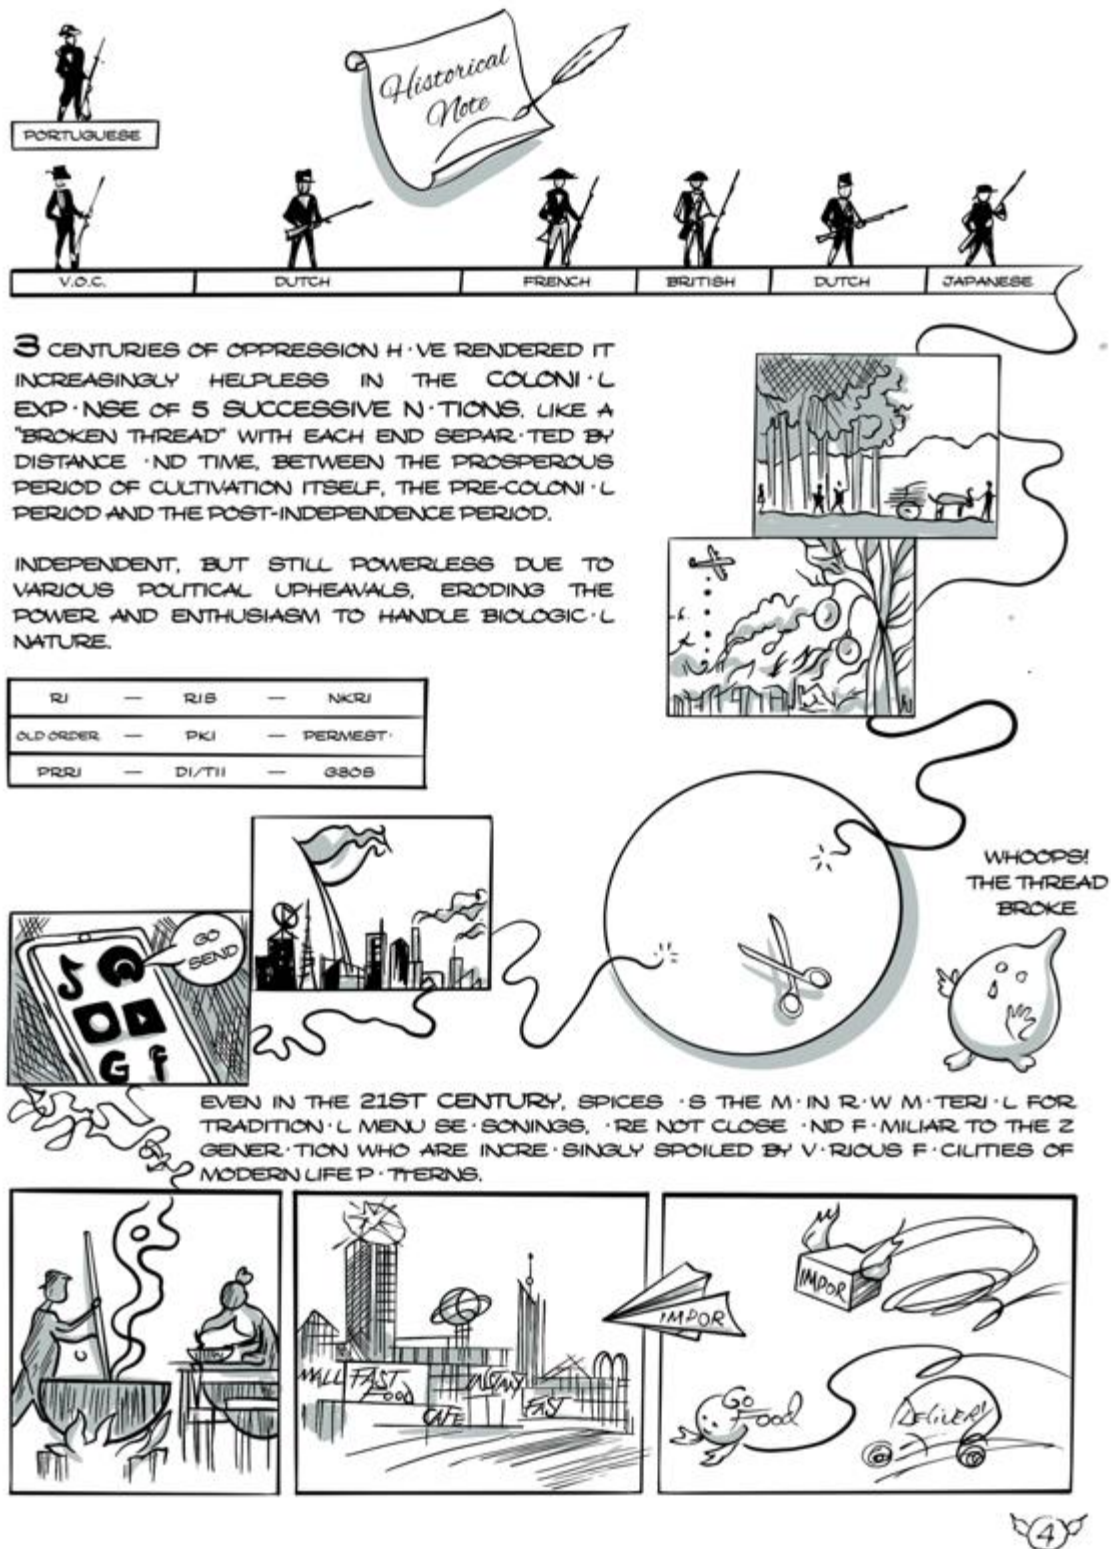 Historical
Note
PORTUGUESE
V.O.C.
DUTCH
FRENCH
BRITISH
DUTCH
JAPANESE
3 CENTURIES OF OPPRESSION H·VE RENDERED IT
INCREASINGLY HELPLESS IN THE COLONI·L
EXP·NSE OF 5 SUCCESSIVE N·TIONS. LIKE A
"BROKEN THREAD" WITH EACH END SEPAR·TED BY
DISTANCE ·ND TIME, BETWEEN THE PROSPEROUS
PERIOD OF CULTIVATION ITSELF, THE PRE-COLONI·L
PERIOD AND THE POST-INDEPENDENCE PERIOD.
INDEPENDENT, BUT STILL POWERLESS DUE TO
VARIOUS POLITICAL UPHEAVALS, ERODING THE
POWER AND ENTHUSIASM TO HANDLE BIOLOGIC·L
NATURE.
RI — RIS — NKRI
OLD ORDER — PKI — PERMEST·
PRRI — DI/TII — G30S
WHOOPS!
THE THREAD
BROKE
GO
SEND
G f
EVEN IN THE 21ST CENTURY, SPICES ·S THE M·IN R·W M·TERI·L FOR
TRADITION·L MENU SE·SONINGS, ·RE NOT CLOSE ·ND F·MILIAR TO THE Z
GENER·TION WHO ARE INCRE·SINGLY SPOILED BY V·RIOUS F·CILITIES OF
MODERN LIFE P·TTERNS.
MALL
FAST
Food
CAFE
FAST
IMPOR
IMPOR
Go
Food
DELIVERY
4